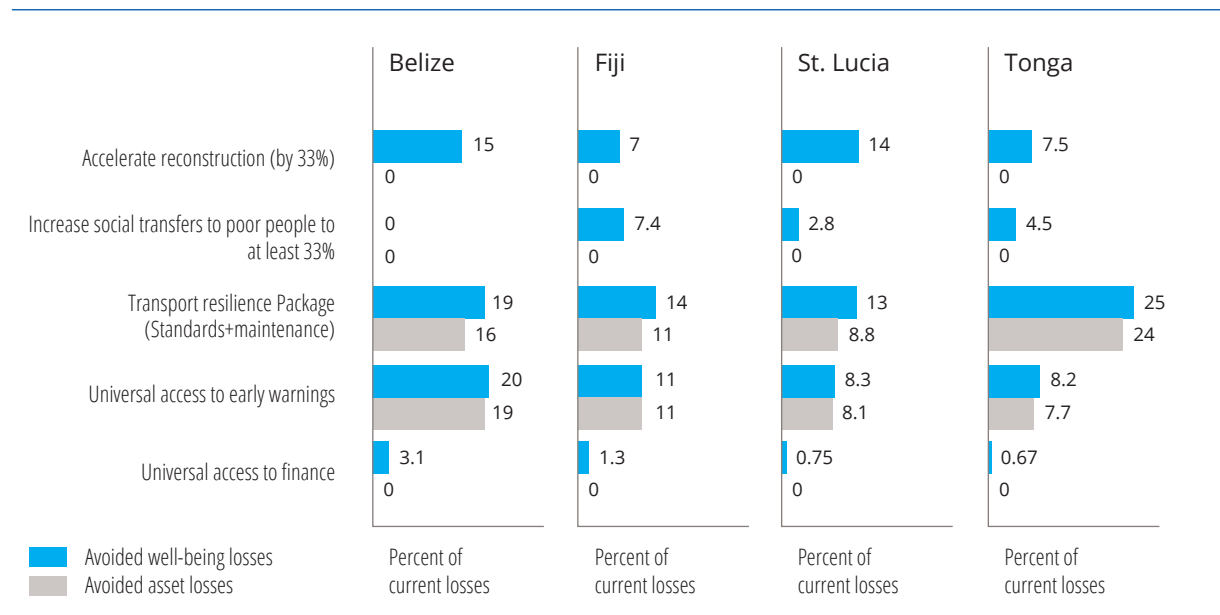 Belize Fiji St. Lucia Tonga
Accelerate reconstruction (by 33%) 15 7 14 7.5
0 0 0 0
Increase social transfers to poor people to 0 7.4 2.8 4.5
at least 33% 0 0 0 0
Transport resilience Package 19 14 13 25
(Standards+maintenance) 16 11 8.8 24
Universal access to early warnings 20 11 8.3 8.2
19 11 8.1 7.7
Universal access to finance 3.1 1.3 0.75 0.67
0 0 0 0
Avoided well-being losses Percent of Percent of Percent of Percent of
Avoided asset losses current losses current losses current losses current losses